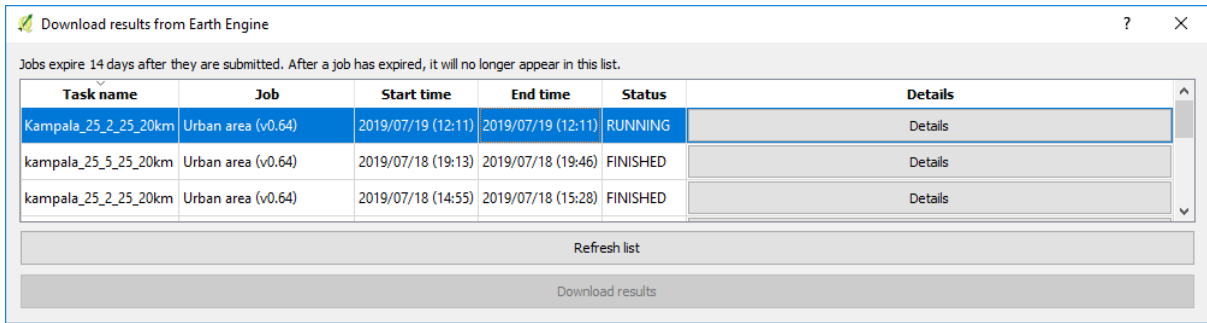 Download results from Earth Engine ? ×
Jobs expire 14 days after they are submitted. After a job has expired, it will no longer appear in this list.
Task name Job Start time End time Status Details
Kampala_25_2_25_20km Urban area (v0.64) 2019/07/19 (12:11) 2019/07/19 (12:11) RUNNING Details
kampala_25_5_25_20km Urban area (v0.64) 2019/07/18 (19:13) 2019/07/18 (19:46) FINISHED Details
kampala_25_2_25_20km Urban area (v0.64) 2019/07/18 (14:55) 2019/07/18 (15:28) FINISHED Details
Refresh list
Download results